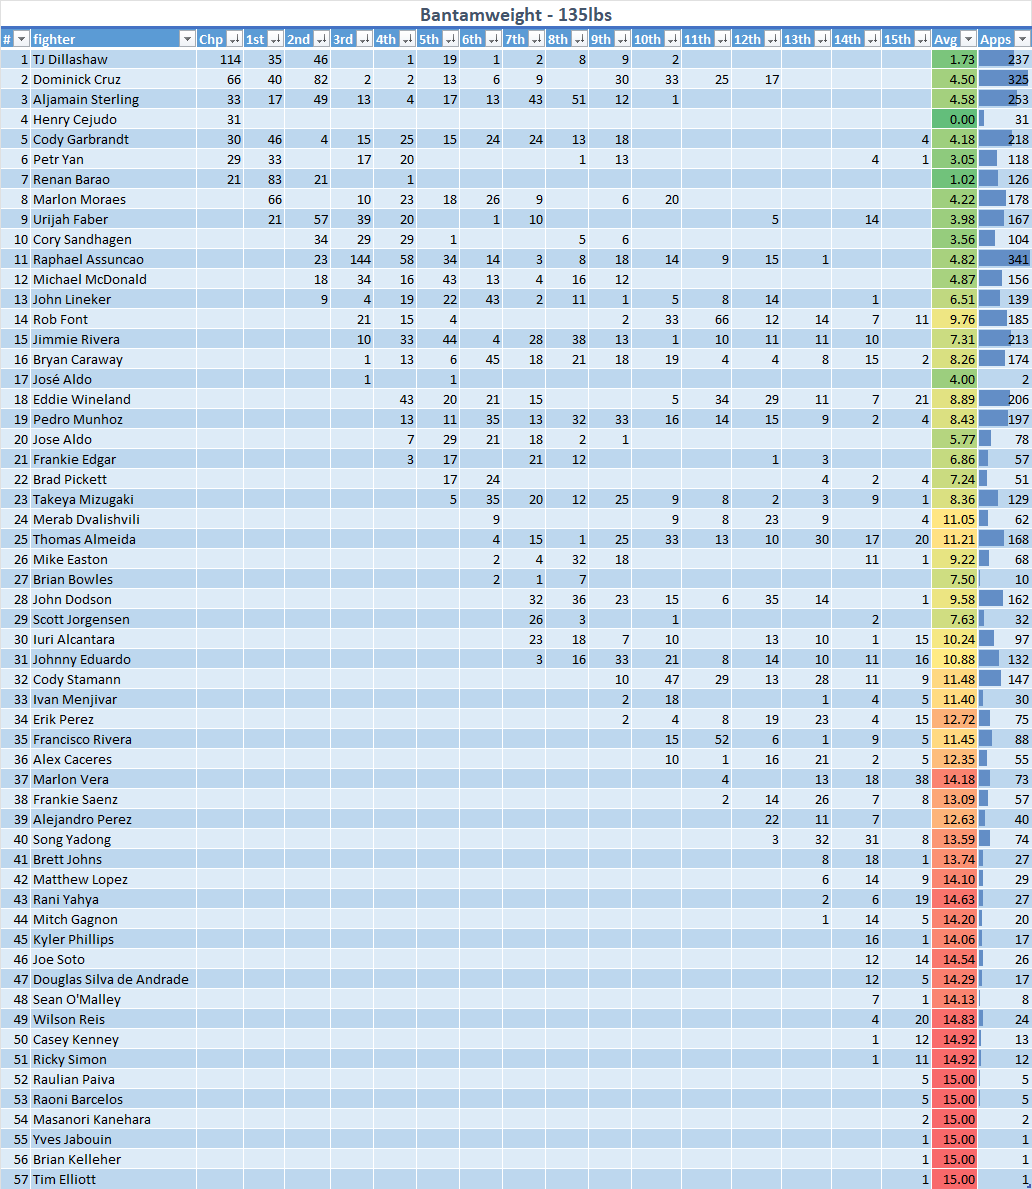 Bantamweight - 135lbs
# fighter Chp 1st 2nd 3rd 4th 5th 6th 7th 8th 9th 10th 11th 12th 13th 14th 15th Avg Apps
1 TJ Dillashaw 114 35 46 1 19 1 2 8 9 2 1.73 237
2 Dominick Cruz 66 40 82 2 2 13 6 9 30 33 25 17 4.50 325
3 Aljamain Sterling 33 17 49 13 4 17 13 43 51 12 1 4.58 253
4 Henry Cejudo 31 0.00 31
5 Cody Garbrandt 30 46 4 15 25 15 24 24 13 18 4 4.18 218
6 Petr Yan 29 33 17 20 1 13 4 1 3.05 118
7 Renan Barao 21 83 21 1 1.02 126
8 Marlon Moraes 66 10 23 18 26 9 6 20 4.22 178
9 Urijah Faber 21 57 39 20 1 10 5 14 3.98 167
10 Cory Sandhagen 34 29 29 1 5 6 3.56 104
11 Raphael Assuncao 23 144 58 34 14 3 8 18 14 9 15 1 4.82 341
12 Michael McDonald 18 34 16 43 13 4 16 12 4.87 156
13 John Lineker 9 4 19 22 43 2 11 1 5 8 14 1 6.51 139
14 Rob Font 21 15 4 2 33 66 12 14 7 11 9.76 185
15 Jimmie Rivera 10 33 44 4 28 38 13 1 10 11 11 10 7.31 213
16 Bryan Caraway 1 13 6 45 18 21 18 19 4 4 8 15 2 8.26 174
17 José Aldo 1 1 4.00 2
18 Eddie Wineland 43 20 21 15 5 34 29 11 7 21 8.89 206
19 Pedro Munhoz 13 11 35 13 32 33 16 14 15 9 2 4 8.43 197
20 Jose Aldo 7 29 21 18 2 1 5.77 78
21 Frankie Edgar 3 17 21 12 1 3 6.86 57
22 Brad Pickett 17 24 4 2 4 7.24 51
23 Takeya Mizugaki 5 35 20 12 25 9 8 2 3 9 1 8.36 129
24 Merab Dvalishvili 9 9 8 23 9 4 11.05 62
25 Thomas Almeida 4 15 1 25 33 13 10 30 17 20 11.21 168
26 Mike Easton 2 4 32 18 11 1 9.22 68
27 Brian Bowles 2 1 7 7.50 10
28 John Dodson 32 36 23 15 6 35 14 1 9.58 162
29 Scott Jorgensen 26 3 1 2 7.63 32
30 Iuri Alcantara 23 18 7 10 13 10 1 15 10.24 97
31 Johnny Eduardo 3 16 33 21 8 14 10 11 16 10.88 132
32 Cody Stamann 10 47 29 13 28 11 9 11.48 147
33 Ivan Menjivar 2 18 1 4 5 11.40 30
34 Erik Perez 2 4 8 19 23 4 15 12.72 75
35 Francisco Rivera 15 52 6 1 9 5 11.45 88
36 Alex Caceres 10 1 16 21 2 5 12.35 55
37 Marlon Vera 4 13 18 38 14.18 73
38 Frankie Saenz 2 14 26 7 8 13.09 57
39 Alejandro Perez 22 11 7 12.63 40
40 Song Yadong 3 32 31 8 13.59 74
41 Brett Johns 8 18 1 13.74 27
42 Matthew Lopez 6 14 9 14.10 29
43 Rani Yahya 2 6 19 14.63 27
44 Mitch Gagnon 1 14 5 14.20 20
45 Kyler Phillips 16 1 14.06 17
46 Joe Soto 12 14 14.54 26
47 Douglas Silva de Andrade 12 5 14.29 17
48 Sean O'Malley 7 1 14.13 8
49 Wilson Reis 4 20 14.83 24
50 Casey Kenney 1 12 14.92 13
51 Ricky Simon 1 11 14.92 12
52 Raulian Paiva 5 15.00 5
53 Raoni Barcelos 5 15.00 5
54 Masanori Kanehara 2 15.00 2
55 Yves Jabouin 1 15.00 1
56 Brian Kelleher 1 15.00 1
57 Tim Elliott 1 15.00 1